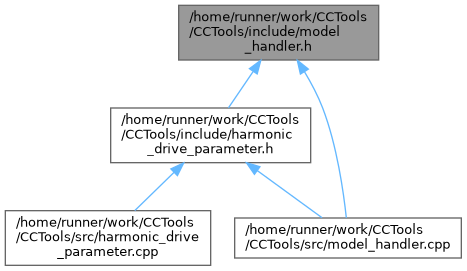 /home/runner/work/CCTools
/CCTools/include/model
_handler.h
/home/runner/work/CCTools
/CCTools/include/harmonic
_drive_parameter.h
/home/runner/work/CCTools
/CCTools/src/harmonic_drive
_parameter.cpp
/home/runner/work/CCTools
/CCTools/src/model_handler.cpp